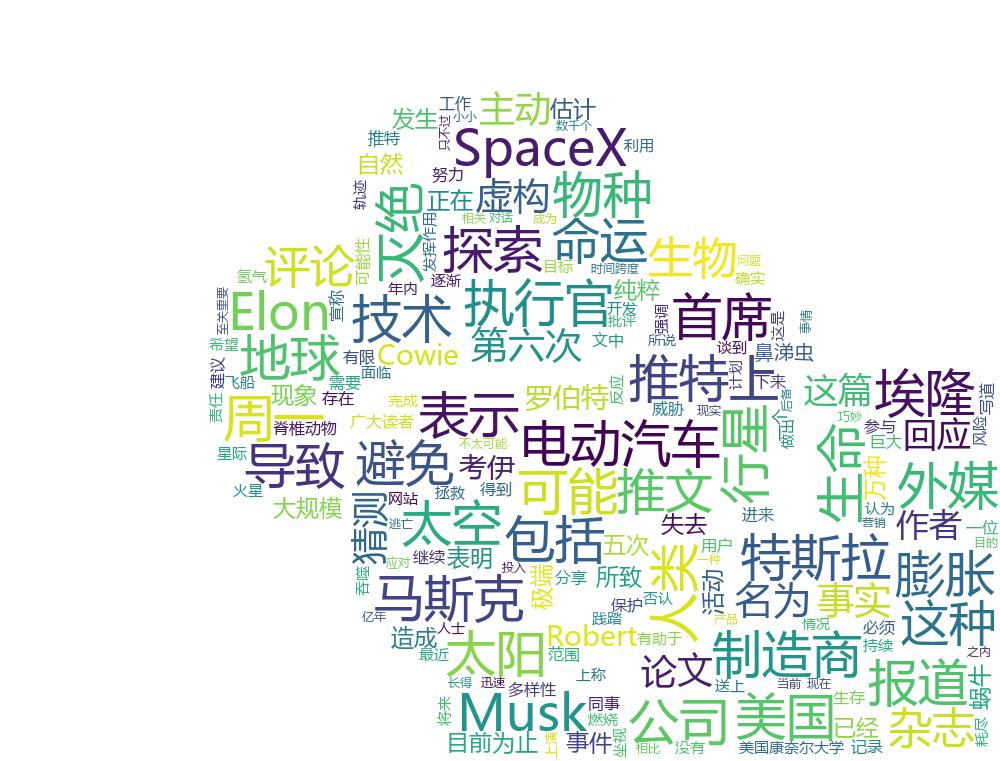 工作
小小
主动
估计
数千个
发生
只不过
SpaceX
利用
推特
自然
努力
轨迹
灭绝
正在
虚构
物种
相关
对话
成为
发挥作用
探索
命运
生物
问题
确实
评论
可能性
目标
时间跨度
氢气
年内
逐渐
至关重要
Elon
宣称
技术
执行官
纯粹
开发
批评
强调
首席
这是
事情
希望
地球
有限
Cowie
第六次
文中
所说
谈到
鼻涕虫
建议
面临
飞船
现象
需要
存在
完成
罗伯特
反应
推特上
计划
下来
后备
这篇
埃隆
与道
责任
周一
脊椎动物
广大读者
表示
威胁
现实
做出
巧妙
参与
回应
风险
星际
导致
避免
考伊
不太可能
电动汽车
行星
生命
巨大
万种
外媒
火星
大规模
网站
拯救
得到
可能
推文
认为
猜测
逃亡
太空
包括
失去
进来
营销
作者
一位
目的
吞噬
应对
继续
表明
投入
五次
人类
用户
一种
特斯拉
膨胀
亿年
马斯克
极端
分享
所致
保护
否认
活动
名为
产品
事实
这种
造成
人士
践踏
情况
必须
最近
太阳
Robert
范围
有助于
论文
制造商
持续
之内
报道
蜗牛
长得
迅速
多样性
上称
送上
当前
现在
生存
将来
Musk
同事
燃烧
公司
美国
已经
杂志
耗尽
目前为止
上演
事件
坐视
相比
没有
美国康奈尔大学
记录